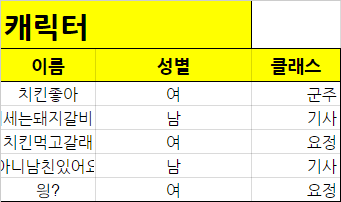 캐릭터
이름 성별 클래스
치킨좋아 여 군주
세는돼지갈비 남 기사
치킨먹고갈래 여 요정
아니남친있어요 남 기사
읭? 여 요정